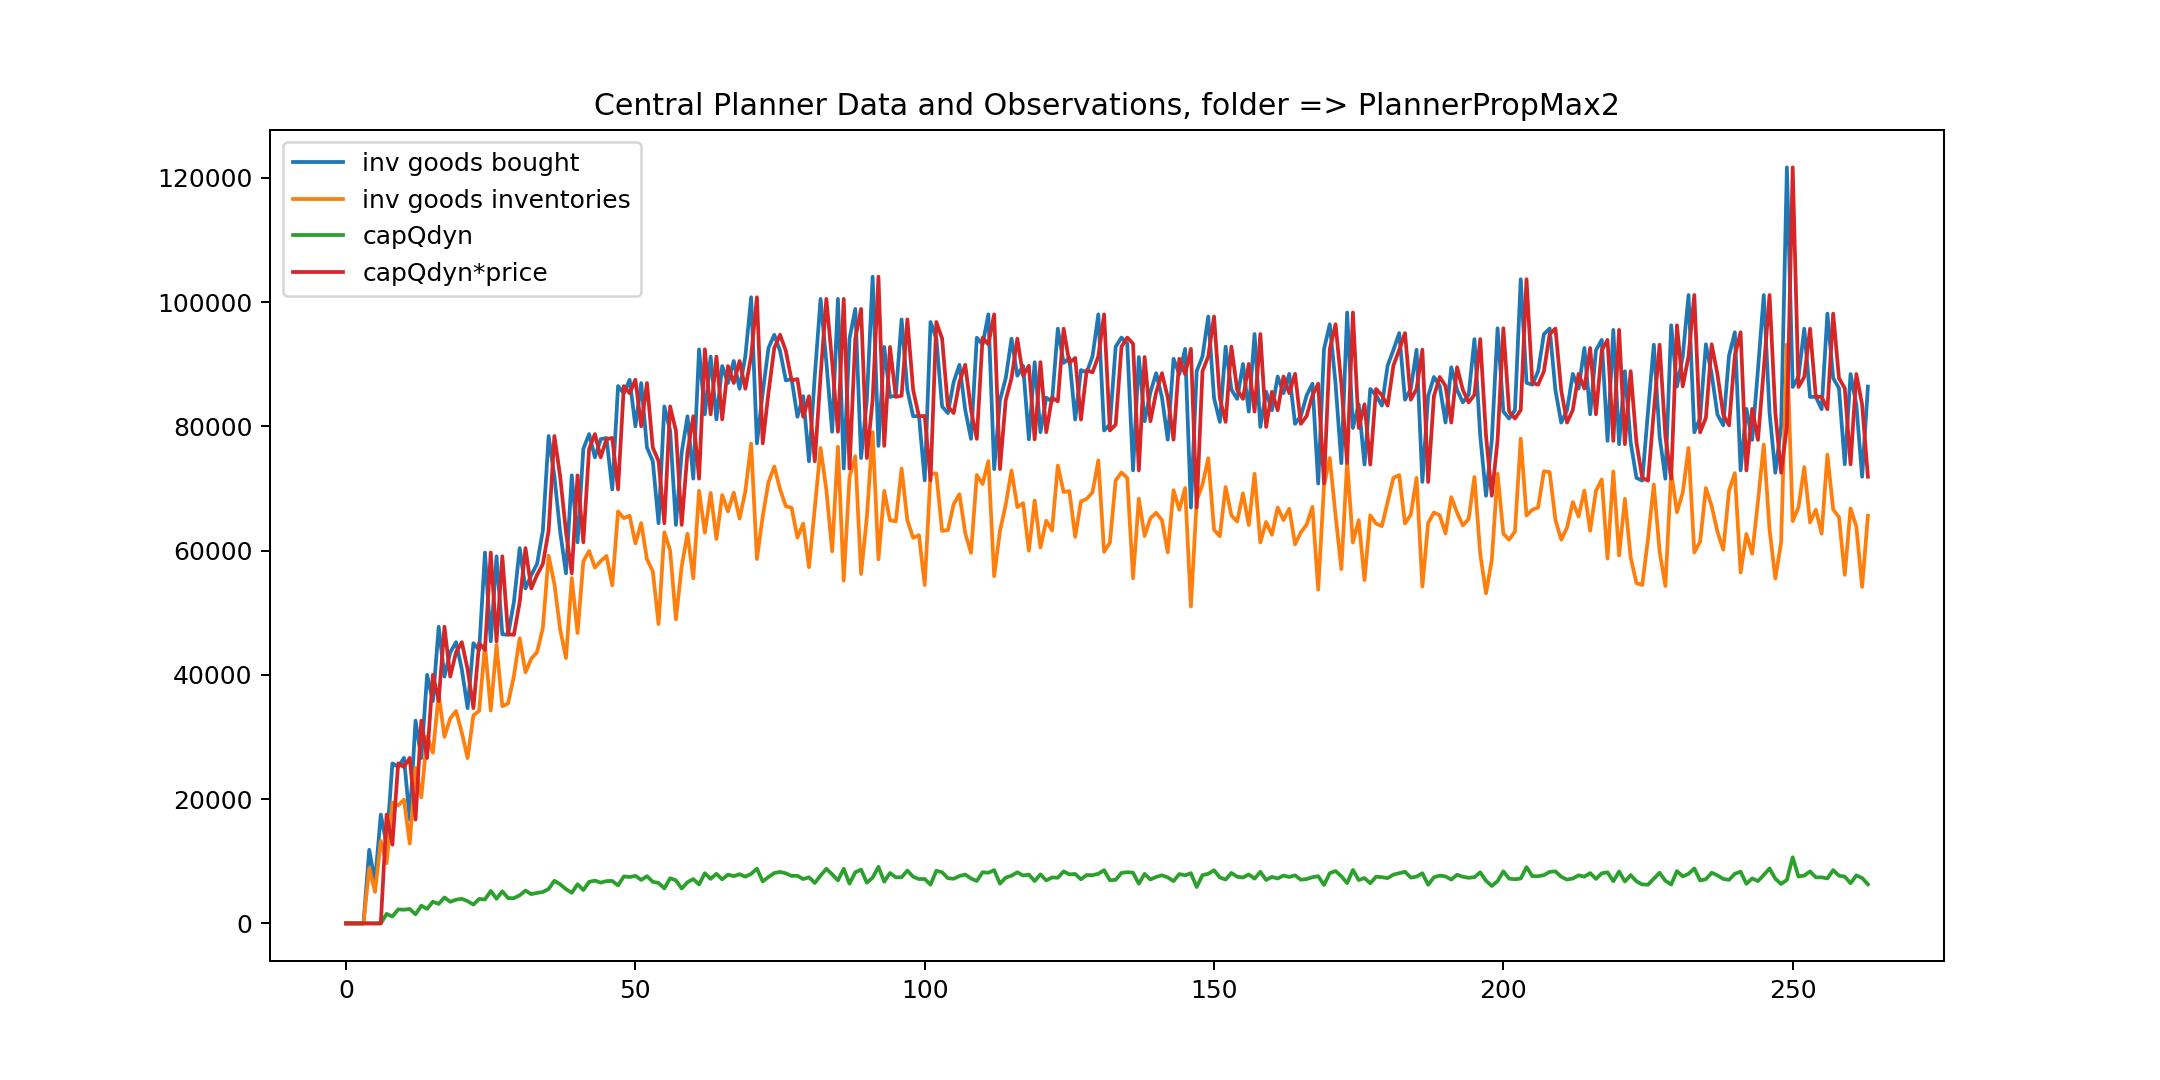 Central Planner Data and Observations, folder => PlannerPropMax2
inv goods bought
inv goods inventories
capQdyn
capQdyn*price
120000
100000
80000
60000
40000
20000
0
0 50 100 150 200 250